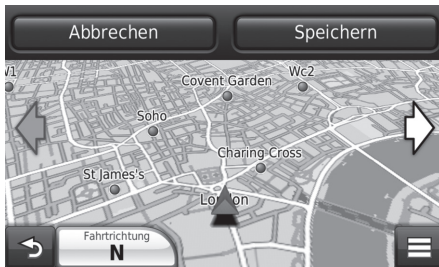 Abbrechen
Speichern
W1
Covent Garden
Wc2
Soho
Charing Cross
St James's
London
Fahrtrichtung
N